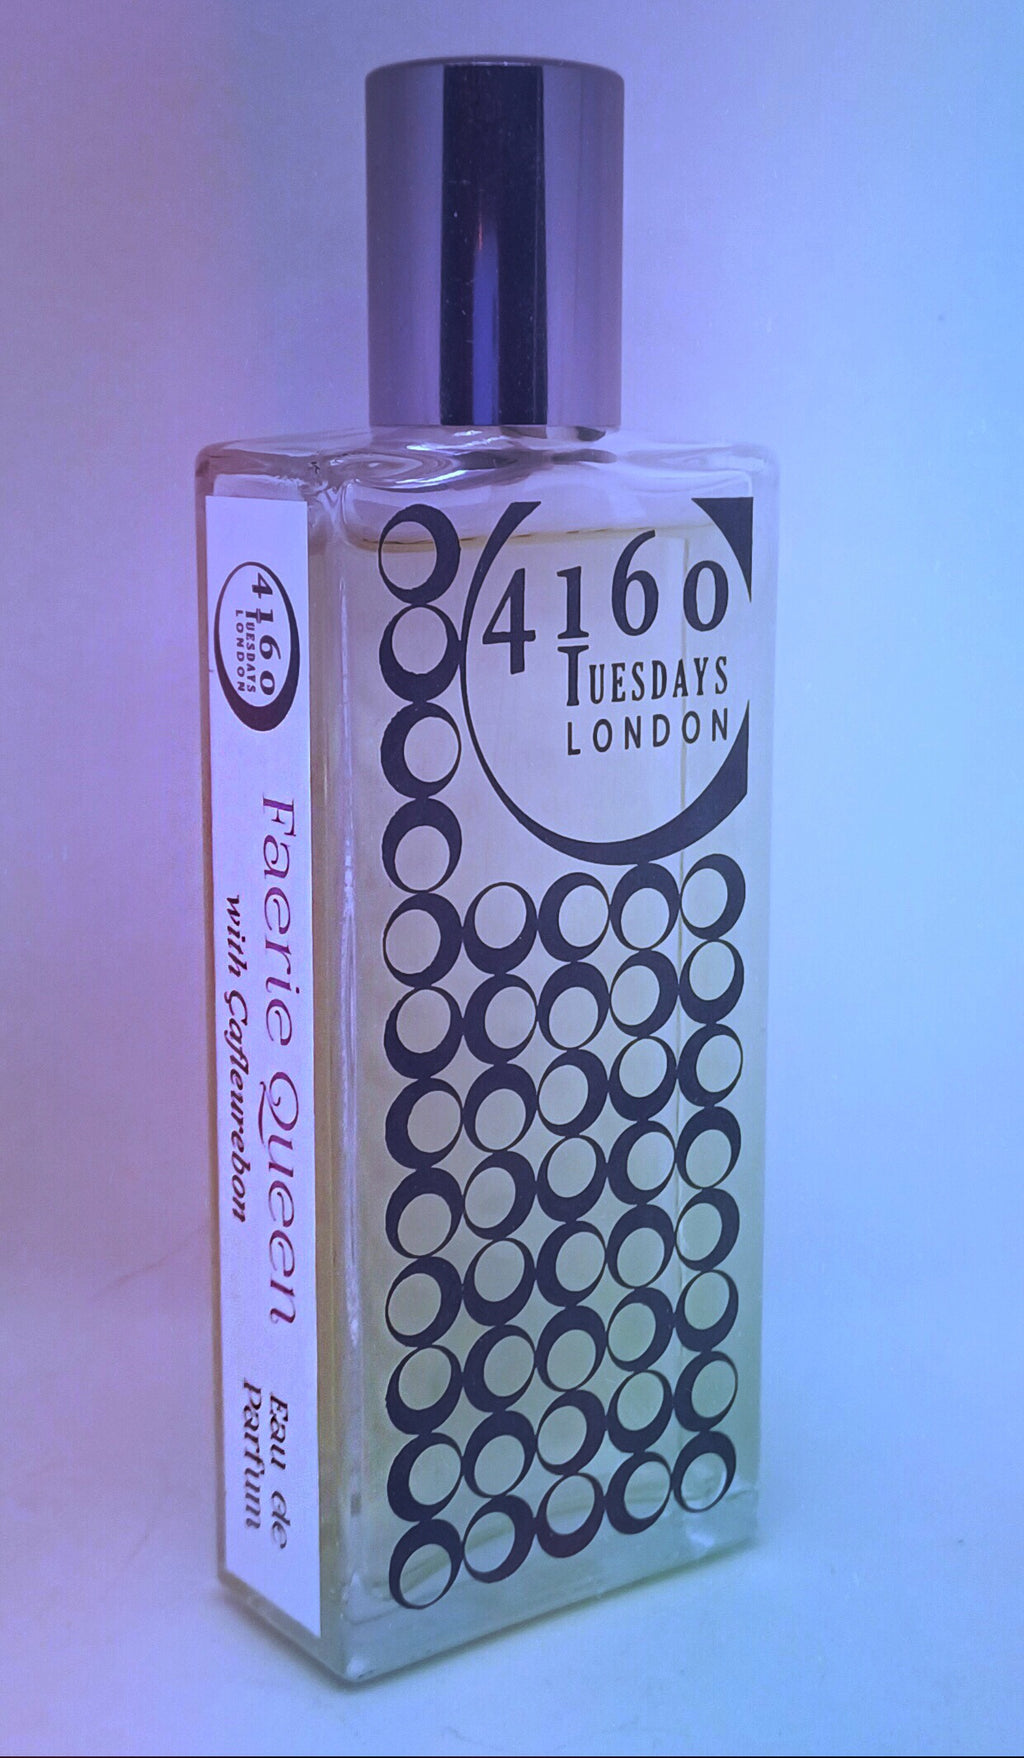 4160
TUESDAYS
LONDON
4160
TUESDAYS
LONDON
Faerie Queen
with Cafleurebon
Eau de
Parfum